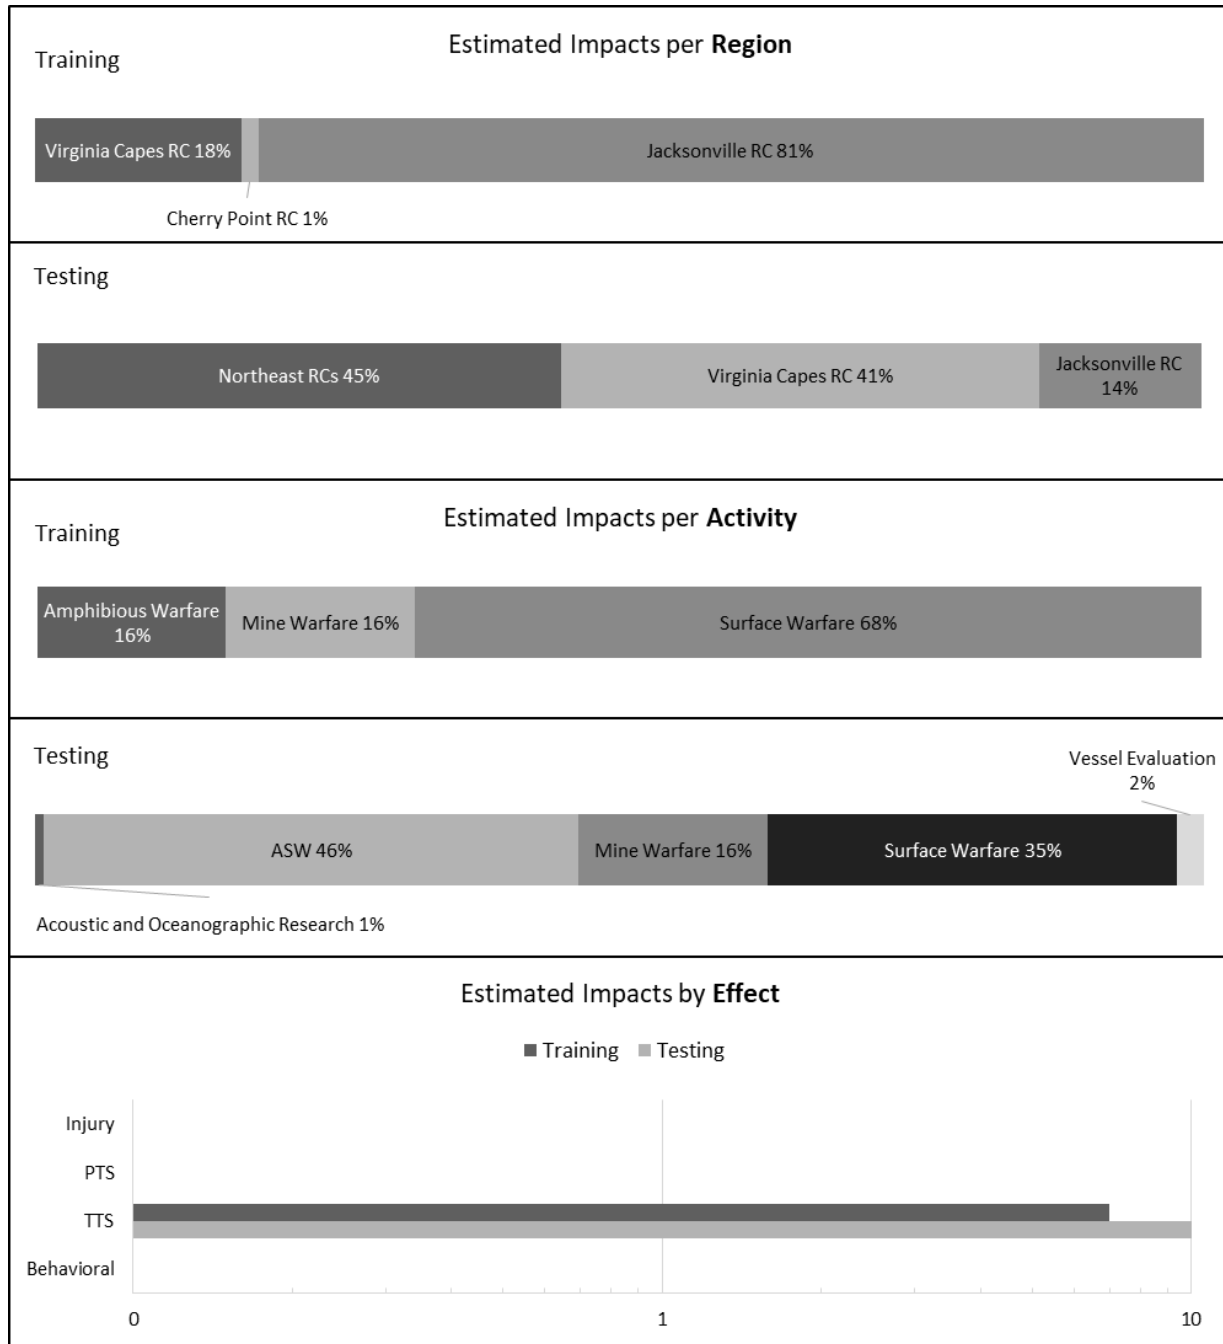 Estimated Impacts per Region
Training
Virginia Capes RC 18%
Jacksonville RC 81%
Cherry Point RC 1%
Testing
Northeast RCs 45%
Virginia Capes RC 41%
Jacksonville RC
14%
Estimated Impacts per Activity
Training
Amphibious Warfare
16%
Mine Warfare 16%
Surface Warfare 68%
Testing
Vessel Evaluation
2%
ASW 46%
Mine Warfare 16%
Surface Warfare 35%
Acoustic and Oceanographic Research 1%
Estimated Impacts by Effect
Training Testing
Injury
PTS
TTS
Behavioral
0 1 10